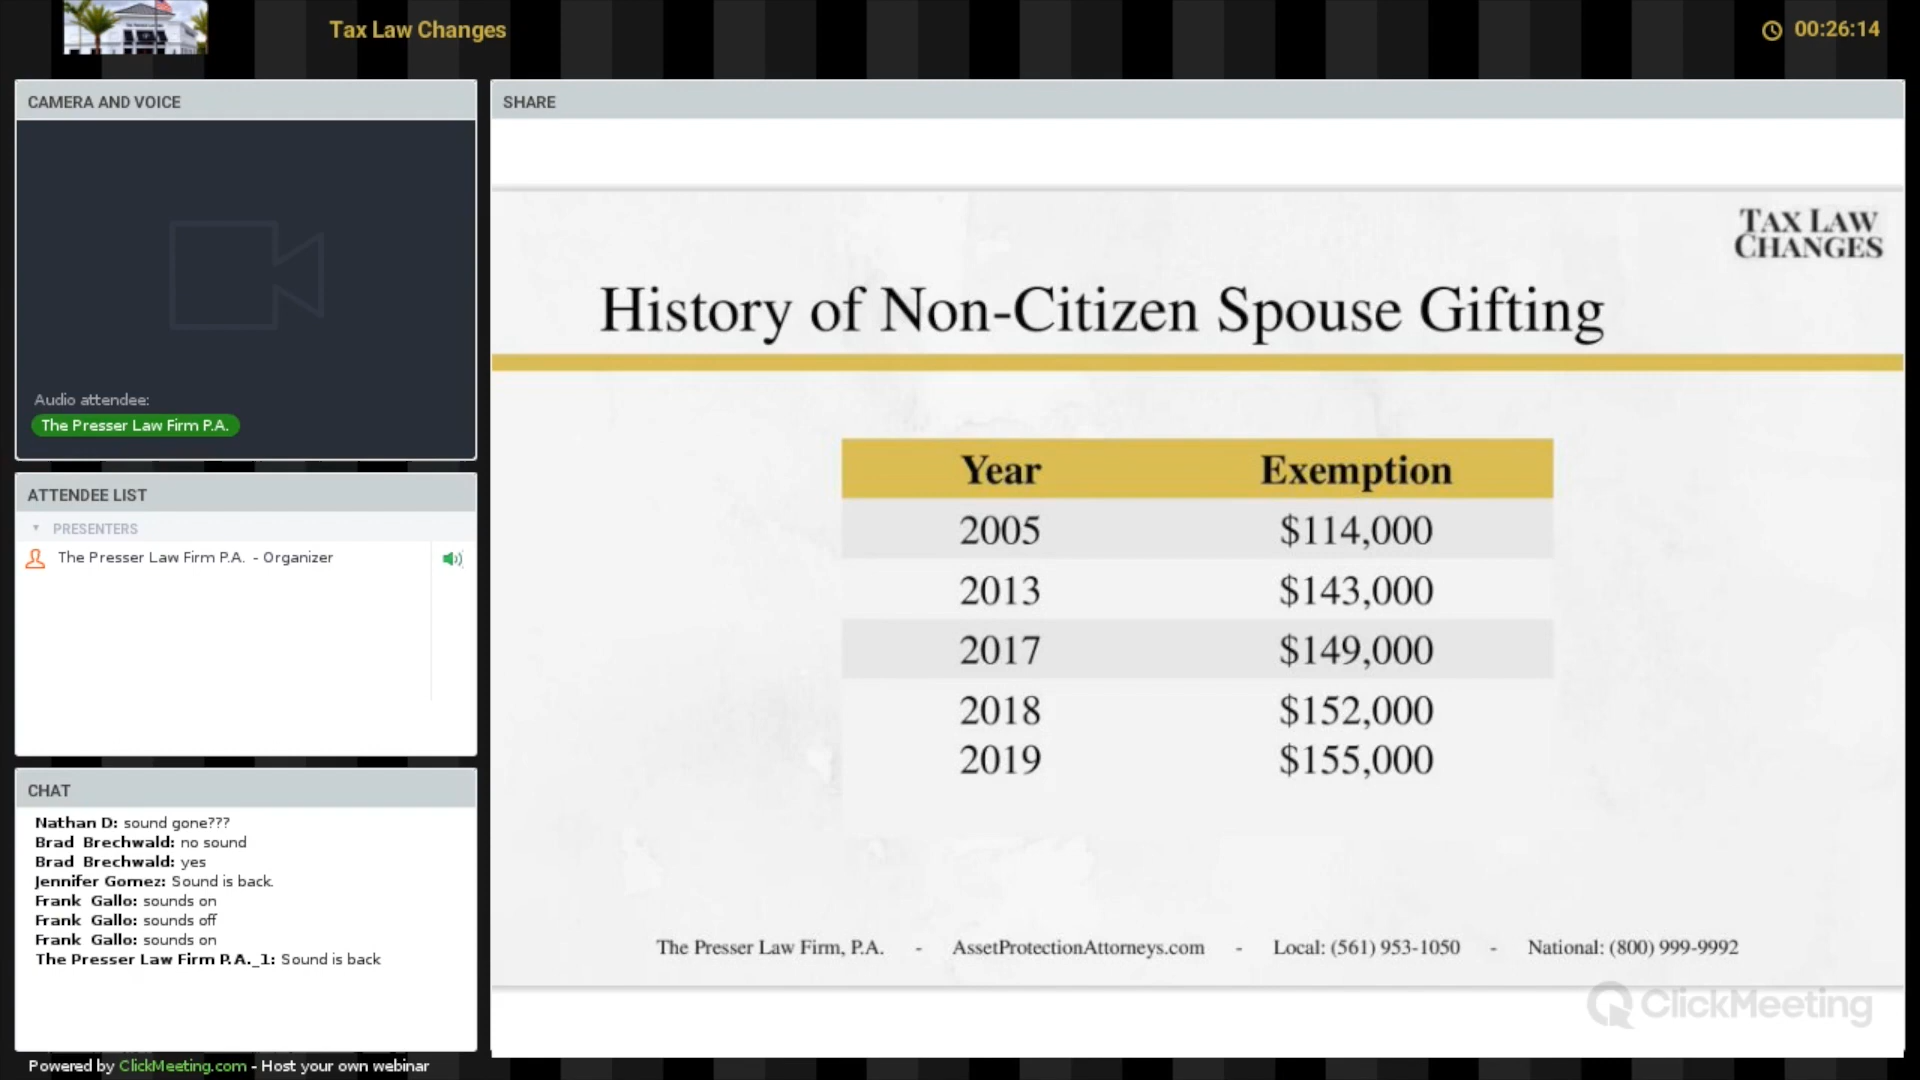 Tax Law Changes
00:26:14
CAMERA AND VOICE
Audio attendee:
The Presser Law Firm P.A.
ATTENDEE LIST
PRESENTERS
The Presser Law Firm P.A. - Organizer
CHAT
Nathan D: sound gone???
Brad Brechwald: no sound
Brad Brechwald: yes
Jennifer Gomez: Sound is back.
Frank Gallo: sounds on
Frank Gallo: sounds off
Frank Gallo: sounds on
The Presser Law Firm P.A._1: Sound is back
SHARE
TAX LAW
CHANGES
History of Non-Citizen Spouse Gifting
Year Exemption
2005 $114,000
2013 $143,000
2017 $149,000
2018 $152,000
2019 $155,000
The Presser Law Firm, P.A. - AssetProtectionAttorneys.com - Local: (561) 953-1050 - National: (800) 999-9992
ClickMeeting
Powered by ClickMeeting.com - Host your own webinar